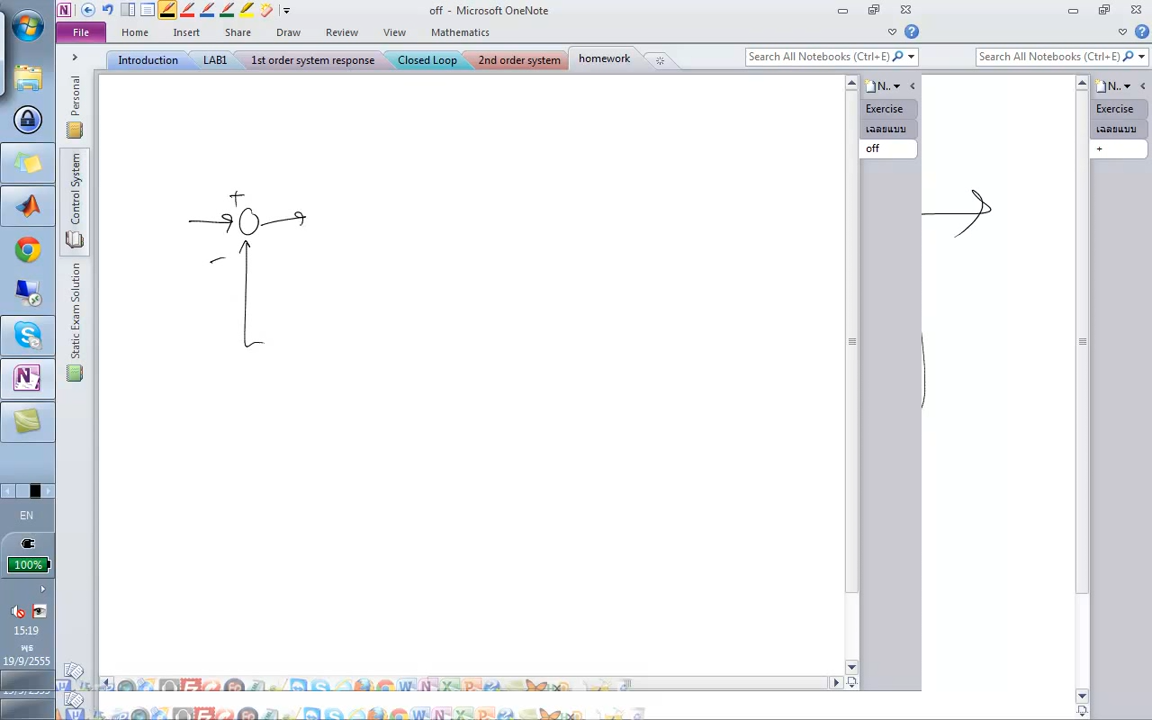 off - Microsoft OneNote
File Home Insert Share Draw Review View Mathematics
Introduction LAB1 1st order system response Closed Loop 2nd order system homework
Search All Notebooks (Ctrl+E)
Search All Notebooks (Ctrl+E)
Personal
Control System
Static Exam Solution
N..
Exercise
เฉลยแบบ
off
N..
Exercise
เฉลยแบบ
+
+
-
EN
100%
15:19
พุธ
19/9/2555